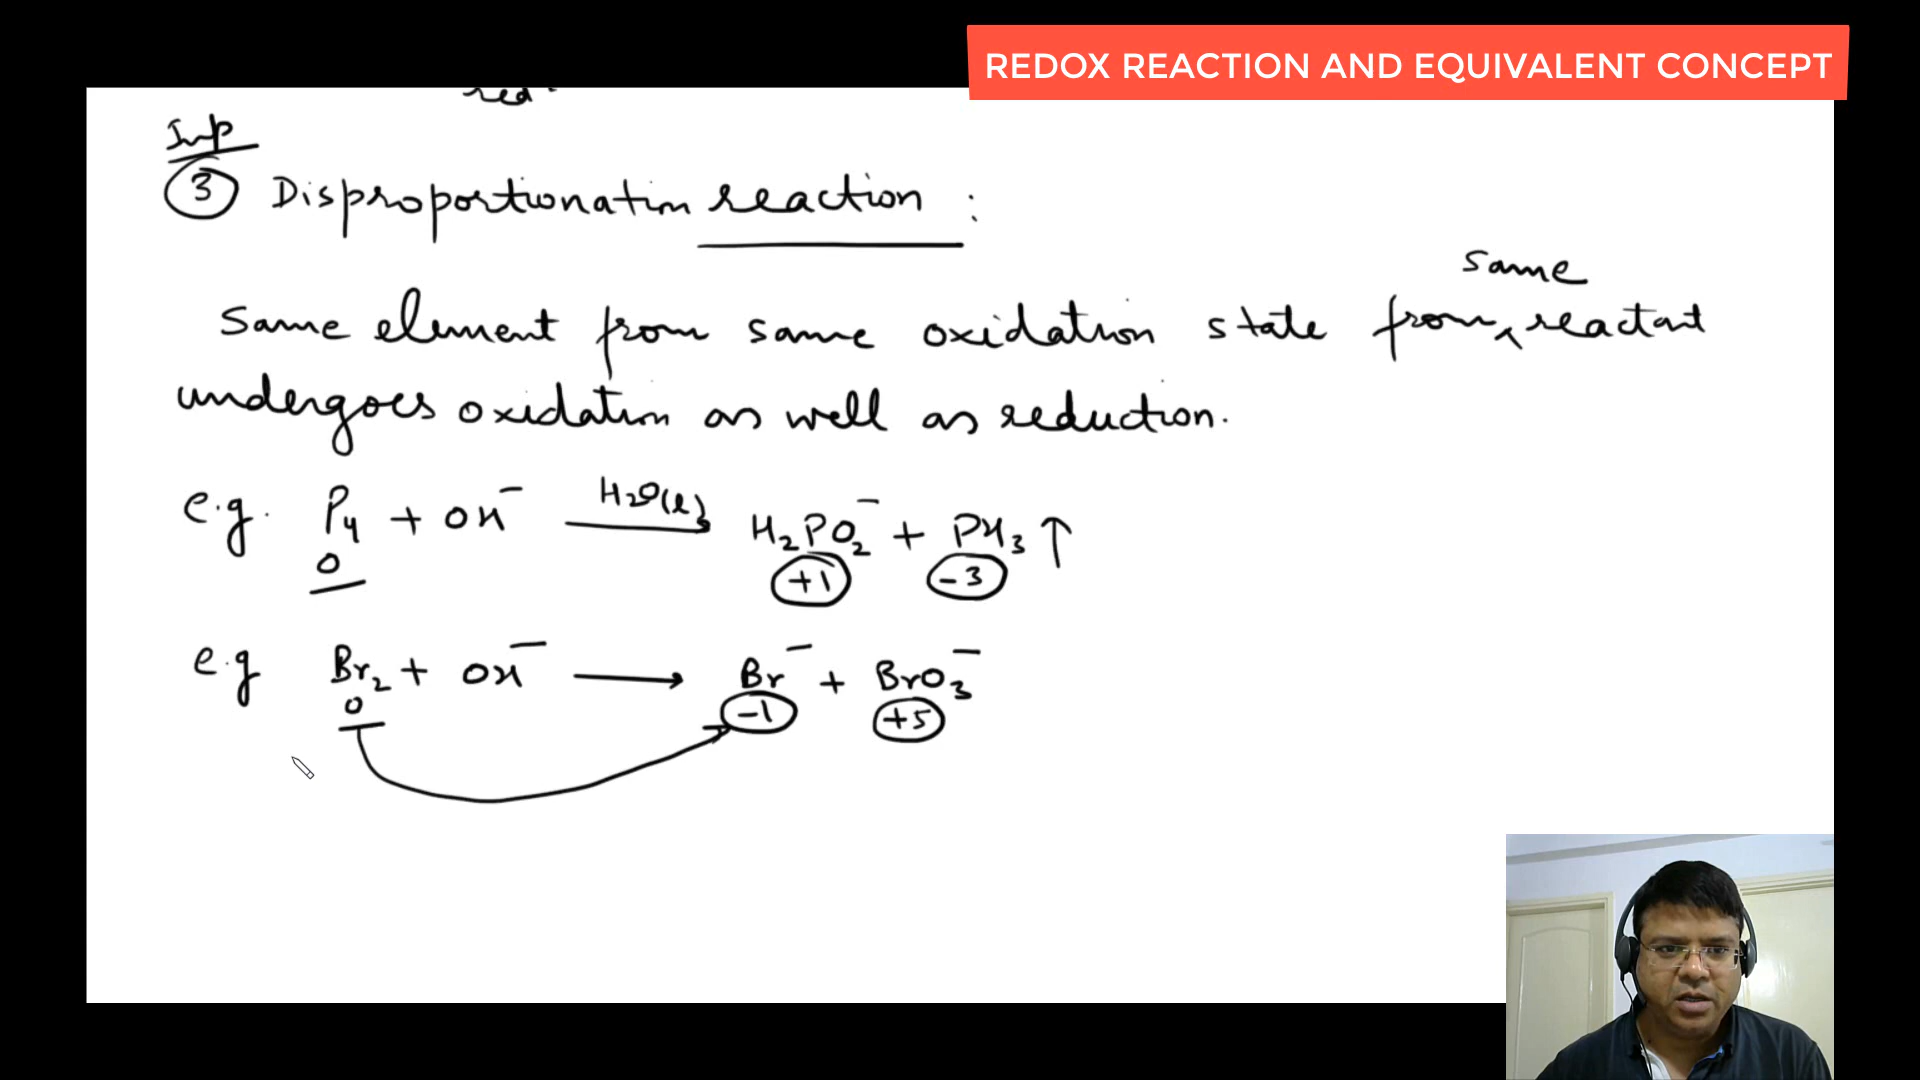 REDOX REACTION AND EQUIVALENT CONCEPT
red.
Imp
③ Disproportionation reaction :
Same element from same oxidation state from ‸ same reactant
undergoes oxidation as well as reduction.
e.g. P₄ + OH⁻ —H₂O(l)→ H₂PO₂⁻ + PH₃ ↑
0 +1 -3
e.g Br₂ + OH⁻ ⟶ Br⁻ + BrO₃⁻
0 -1 +5